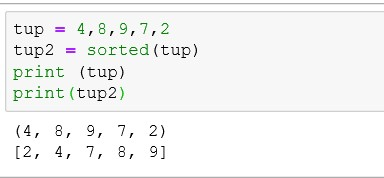 tup = 4,8,9,7,2
tup2 = sorted(tup)
print (tup)
print(tup2)
(4, 8, 9, 7, 2)
[2, 4, 7, 8, 9]